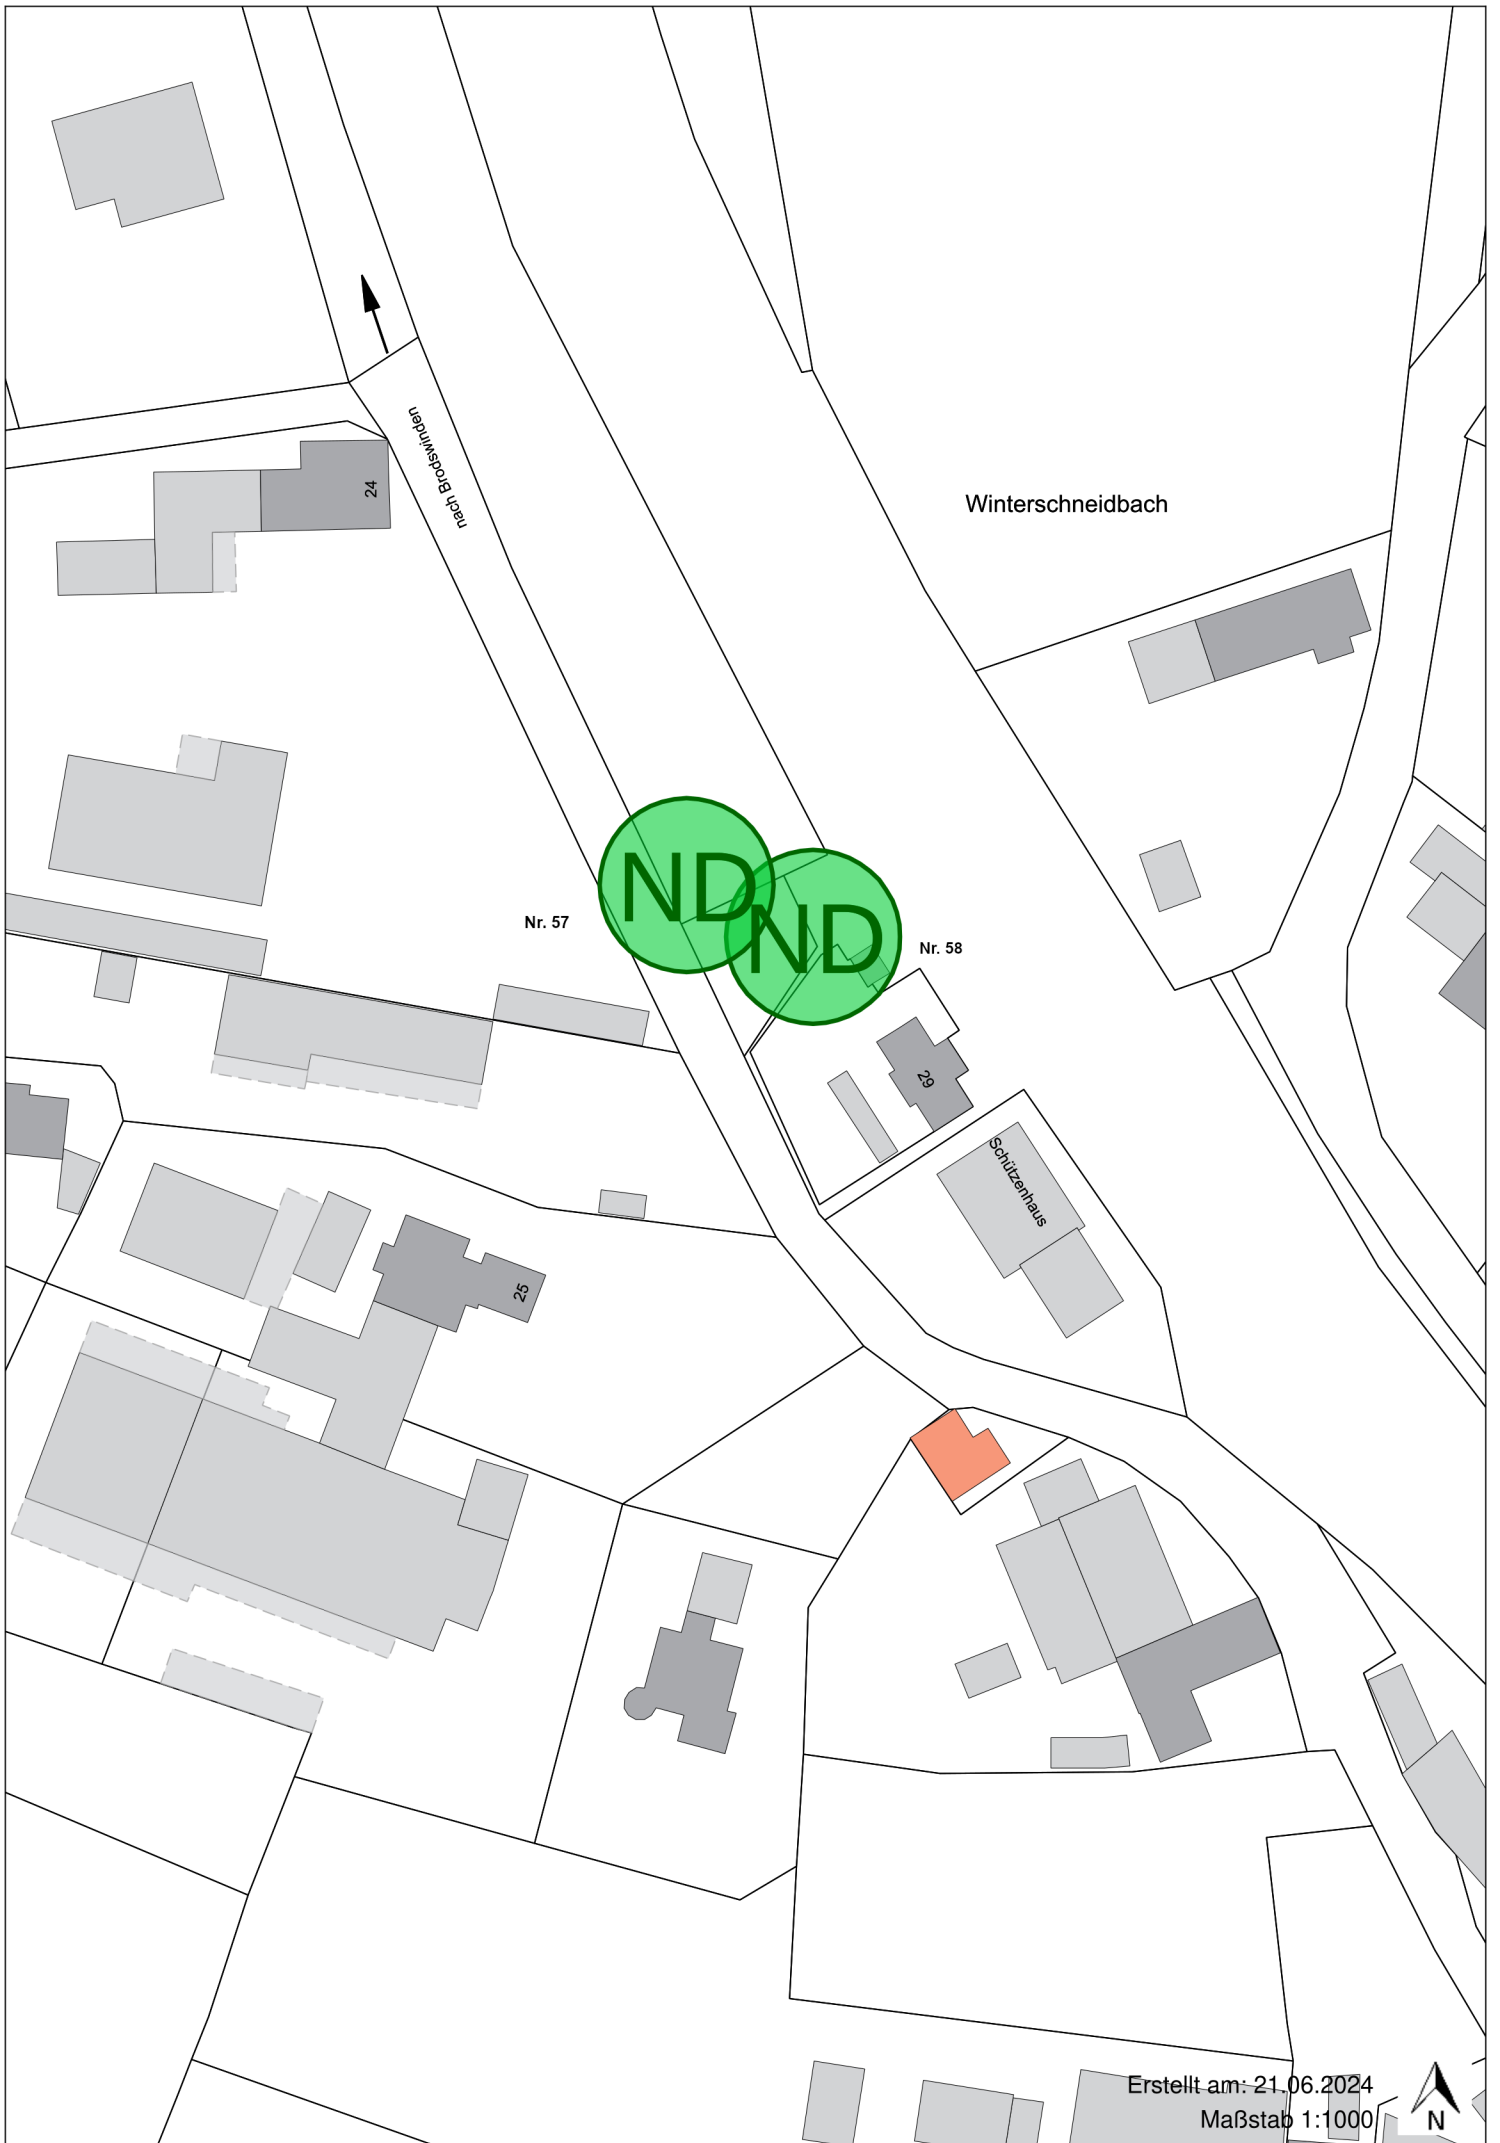 nach Brodswinden
24
Winterschneidbach
ND
ND
Nr. 57
Nr. 58
29
Schützenhaus
25
Erstellt am: 21.06.2024
Maßstab 1:1000
N